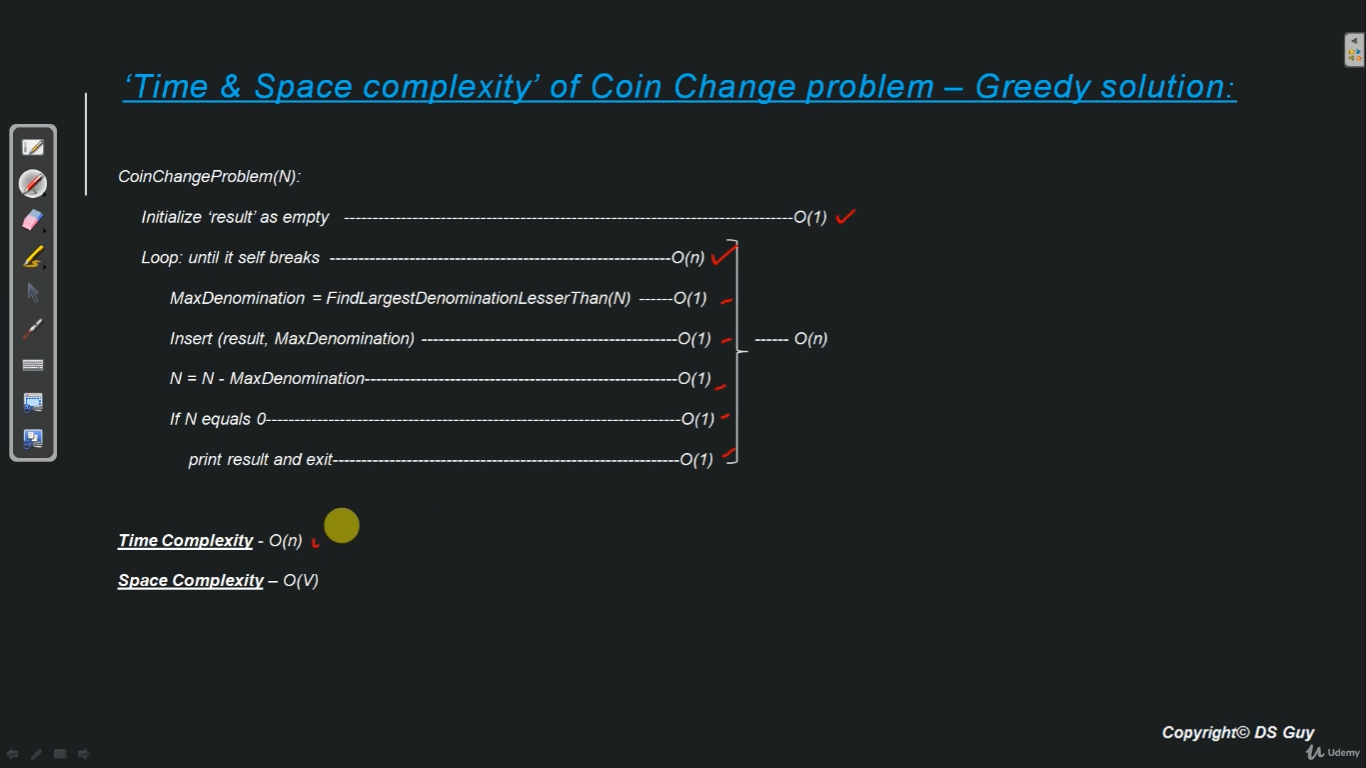 ‘Time & Space complexity’ of Coin Change problem – Greedy solution:
CoinChangeProblem(N):
Initialize ‘result’ as empty ------------------------------------------------------------------------------O(1)
Loop: until it self breaks -----------------------------------------------------------O(n)
MaxDenomination = FindLargestDenominationLesserThan(N) ------O(1)
Insert (result, MaxDenomination) ---------------------------------------------O(1)
------ O(n)
N = N - MaxDenomination-------------------------------------------------------O(1)
If N equals 0------------------------------------------------------------------------O(1)
print result and exit------------------------------------------------------------O(1)
Time Complexity - O(n)
Space Complexity – O(V)
Copyright© DS Guy
Udemy